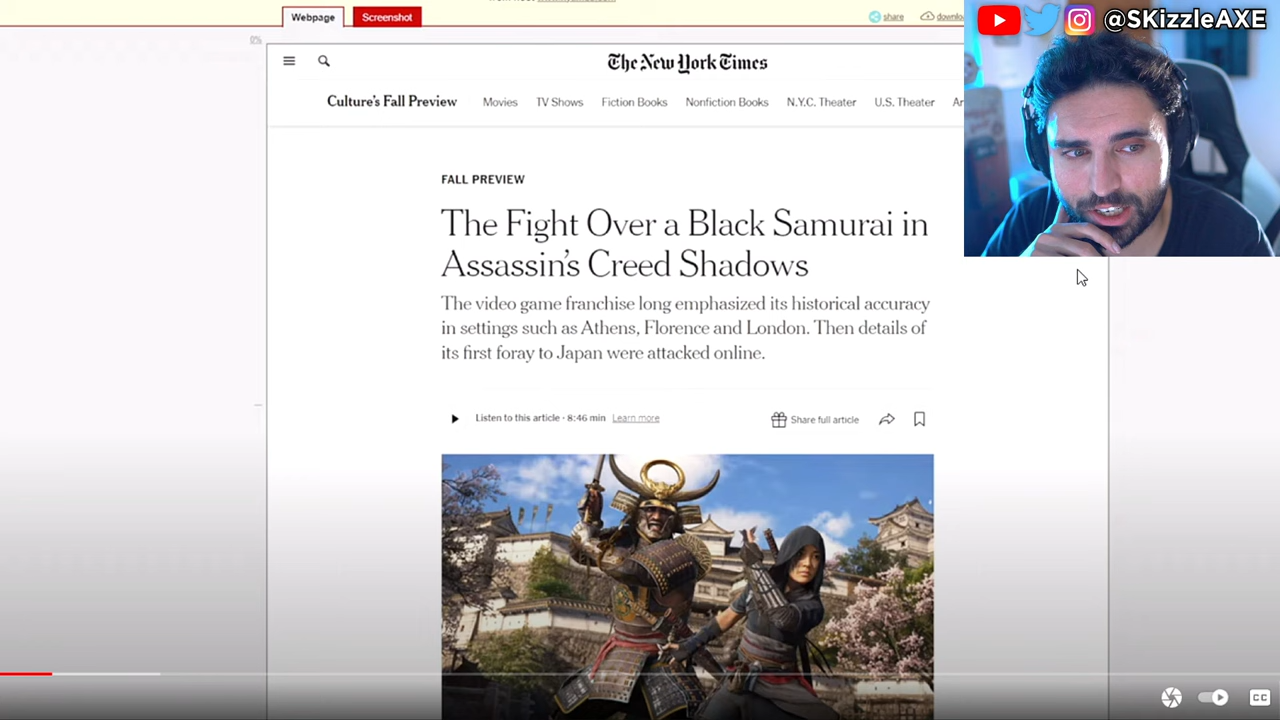 Webpage
Screenshot
share
@SKizzleAXE
0%
The New York Times
Culture's Fall Preview
Movies
TV Shows
Fiction Books
Nonfiction Books
N.Y.C. Theater
U.S. Theater
FALL PREVIEW
The Fight Over a Black Samurai in
Assassin's Creed Shadows
The video game franchise long emphasized its historical accuracy
in settings such as Athens, Florence and London. Then details of
its first foray to Japan were attacked online.
Listen to this article · 8:46 min Learn more
Share full article
CC